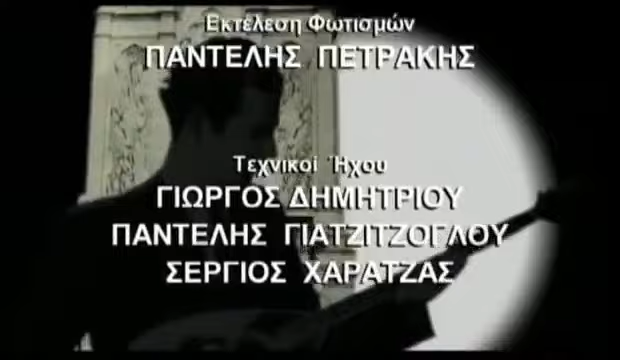 Εκτέλεση Φωτισμών
ΠΑΝΤΕΛΗΣ ΠΕΤΡΑΚΗΣ
Τεχνικοί Ήχου
ΓΙΩΡΓΟΣ ΔΗΜΗΤΡΙΟΥ
ΠΑΝΤΕΛΗΣ ΓΙΑΤΖΙΤΖΟΓΛΟΥ
ΣΕΡΓΙΟΣ ΧΑΡΑΤΖΑΣ